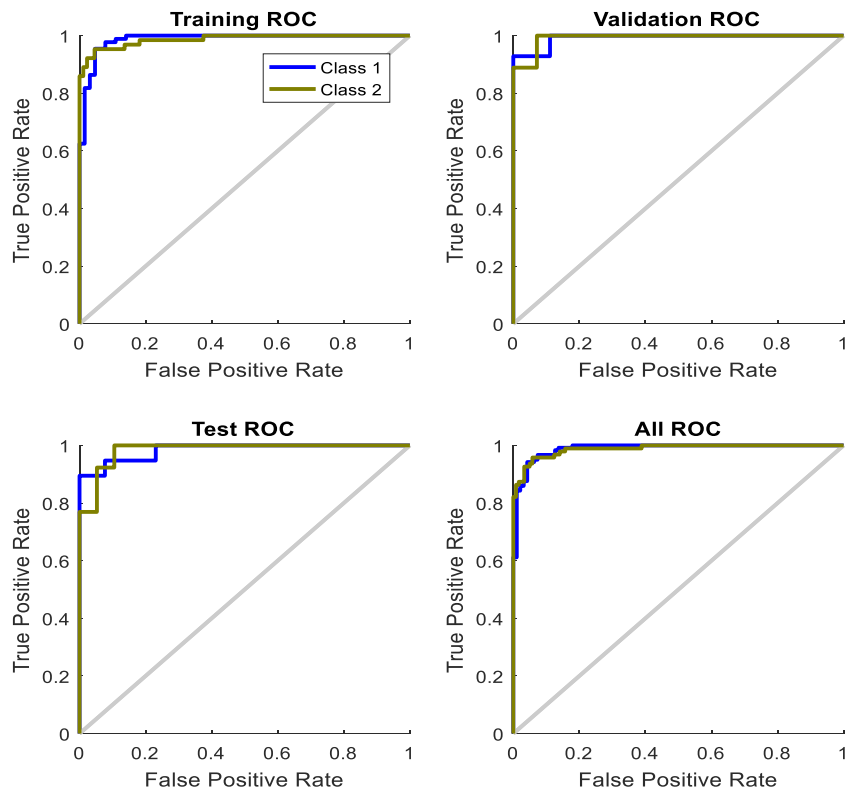 Training ROC
1
0.8
0.6
0.4
0.2
0
True Positive Rate
Class 1
Class 2
0 0.2 0.4 0.6 0.8 1
False Positive Rate
Validation ROC
1
0.8
0.6
0.4
0.2
0
True Positive Rate
0 0.2 0.4 0.6 0.8 1
False Positive Rate
Test ROC
1
0.8
0.6
0.4
0.2
0
True Positive Rate
0 0.2 0.4 0.6 0.8 1
False Positive Rate
All ROC
1
0.8
0.6
0.4
0.2
0
True Positive Rate
0 0.2 0.4 0.6 0.8 1
False Positive Rate